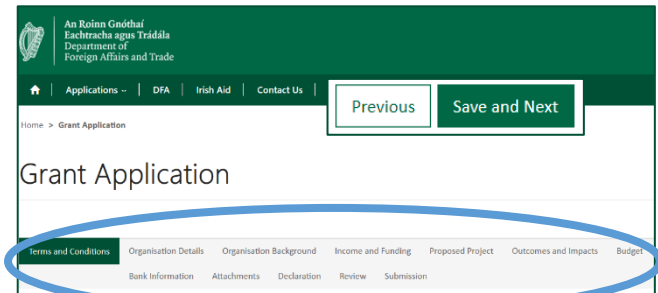 An Roinn Gnóthaí
Eachtracha agus Trádála
Department of
Foreign Affairs and Trade
Applications | DFA | Irish Aid | Contact Us |
Previous Save and Next
Home > Grant Application
Grant Application
Terms and Conditions Organisation Details Organisation Background Income and Funding Proposed Project Outcomes and Impacts Budget
Bank Information Attachments Declaration Review Submission